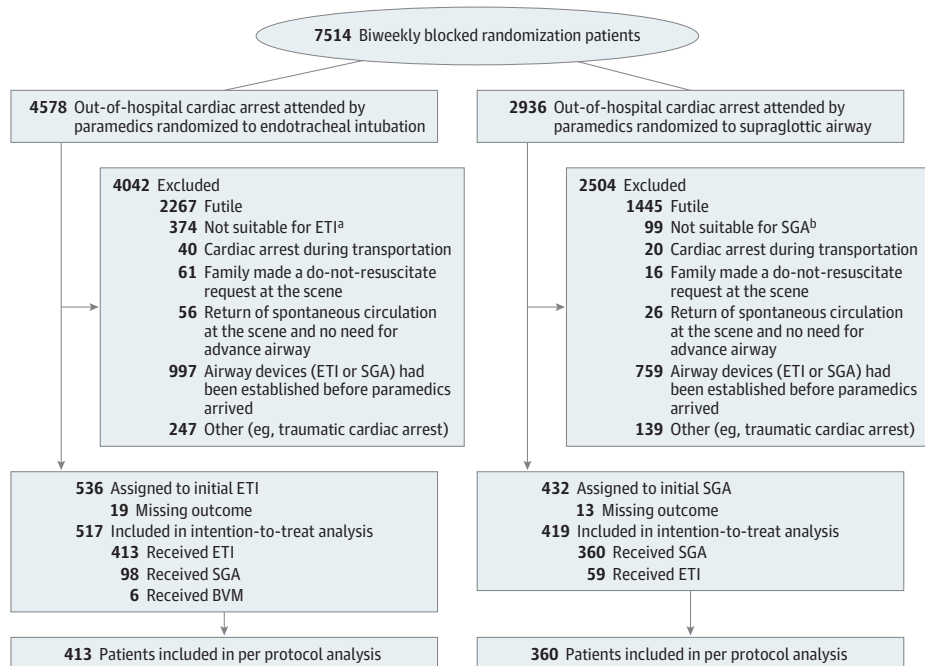 7514 Biweekly blocked randomization patients
4578 Out-of-hospital cardiac arrest attended by
paramedics randomized to endotracheal intubation
2936 Out-of-hospital cardiac arrest attended by
paramedics randomized to supraglottic airway
4042 Excluded
2267 Futile
374 Not suitable for ETIa
40 Cardiac arrest during transportation
61 Family made a do-not-resuscitate
request at the scene
56 Return of spontaneous circulation
at the scene and no need for
advance airway
997 Airway devices (ETI or SGA) had
been established before paramedics
arrived
247 Other (eg, traumatic cardiac arrest)
2504 Excluded
1445 Futile
99 Not suitable for SGAb
20 Cardiac arrest during transportation
16 Family made a do-not-resuscitate
request at the scene
26 Return of spontaneous circulation
at the scene and no need for
advance airway
759 Airway devices (ETI or SGA) had
been established before paramedics
arrived
139 Other (eg, traumatic cardiac arrest)
536 Assigned to initial ETI
19 Missing outcome
517 Included in intention-to-treat analysis
413 Received ETI
98 Received SGA
6 Received BVM
432 Assigned to initial SGA
13 Missing outcome
419 Included in intention-to-treat analysis
360 Received SGA
59 Received ETI
413 Patients included in per protocol analysis
360 Patients included in per protocol analysis